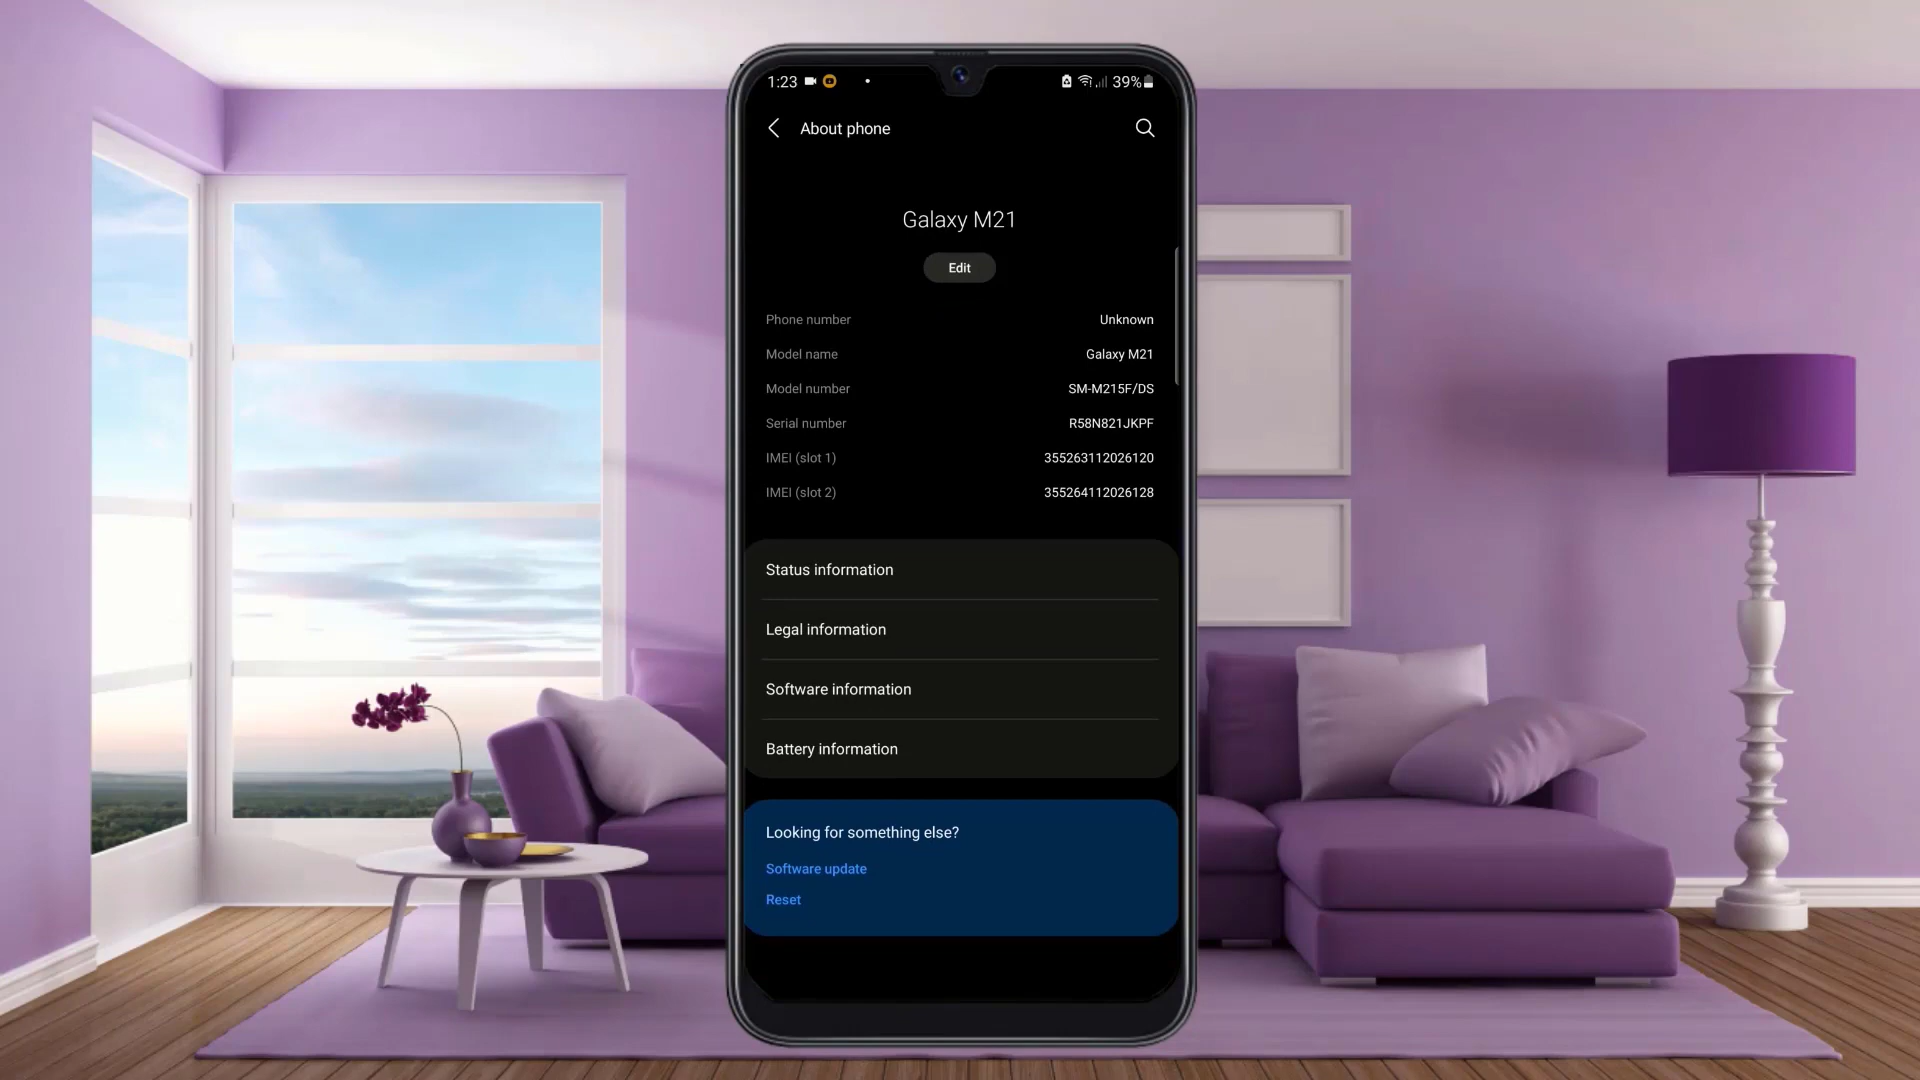 1:23 39%
About phone
Galaxy M21
Edit
Phone number Unknown
Model name Galaxy M21
Model number SM-M215F/DS
Serial number R58N821JKPF
IMEI (slot 1) 355263112026120
IMEI (slot 2) 355264112026128
Status information
Legal information
Software information
Battery information
Looking for something else?
Software update
Reset